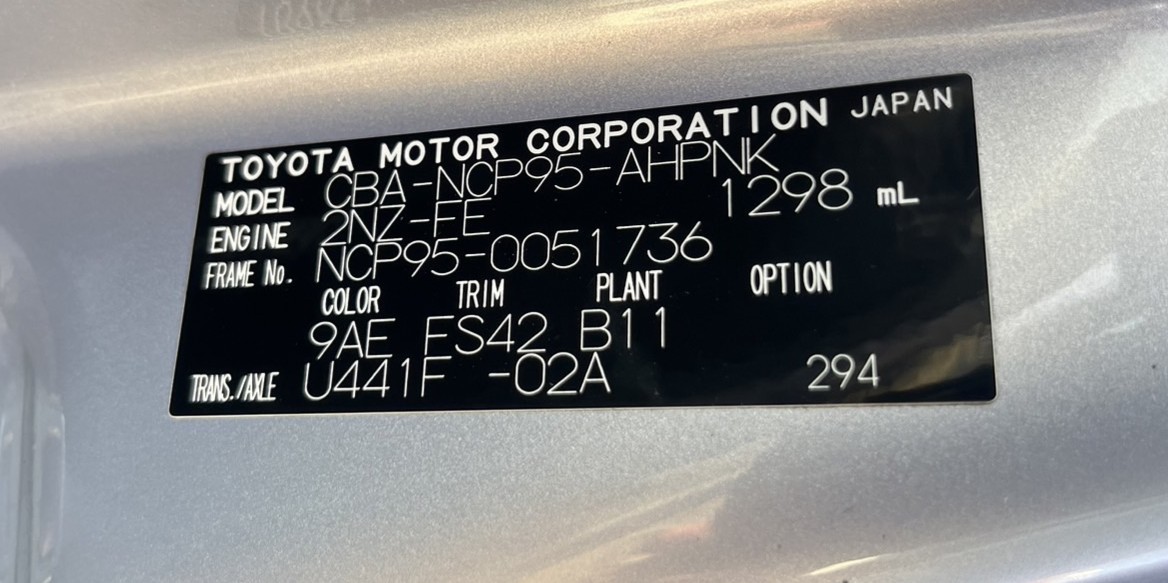 TOYOTA MOTOR CORPORATION JAPAN
MODEL CBA-NCP95-AHPNK
ENGINE 2NZ-FE 1298 mL
FRAME No. NCP95-0051736
COLOR TRIM PLANT OPTION
9AE FS42 B11
TRANS./AXLE U441F -02A 294